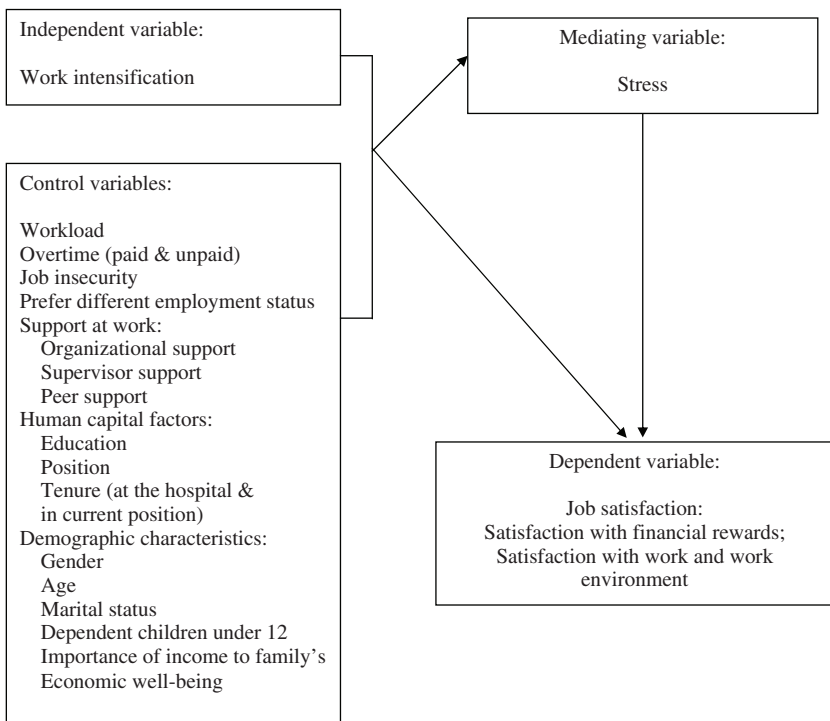 Independent variable:
Work intensification
Mediating variable:
Stress
Control variables:
Workload
Overtime (paid & unpaid)
Job insecurity
Prefer different employment status
Support at work:
Organizational support
Supervisor support
Peer support
Human capital factors:
Education
Position
Tenure (at the hospital &
in current position)
Demographic characteristics:
Gender
Age
Marital status
Dependent children under 12
Importance of income to family's
Economic well-being
Dependent variable:
Job satisfaction:
Satisfaction with financial rewards;
Satisfaction with work and work
environment